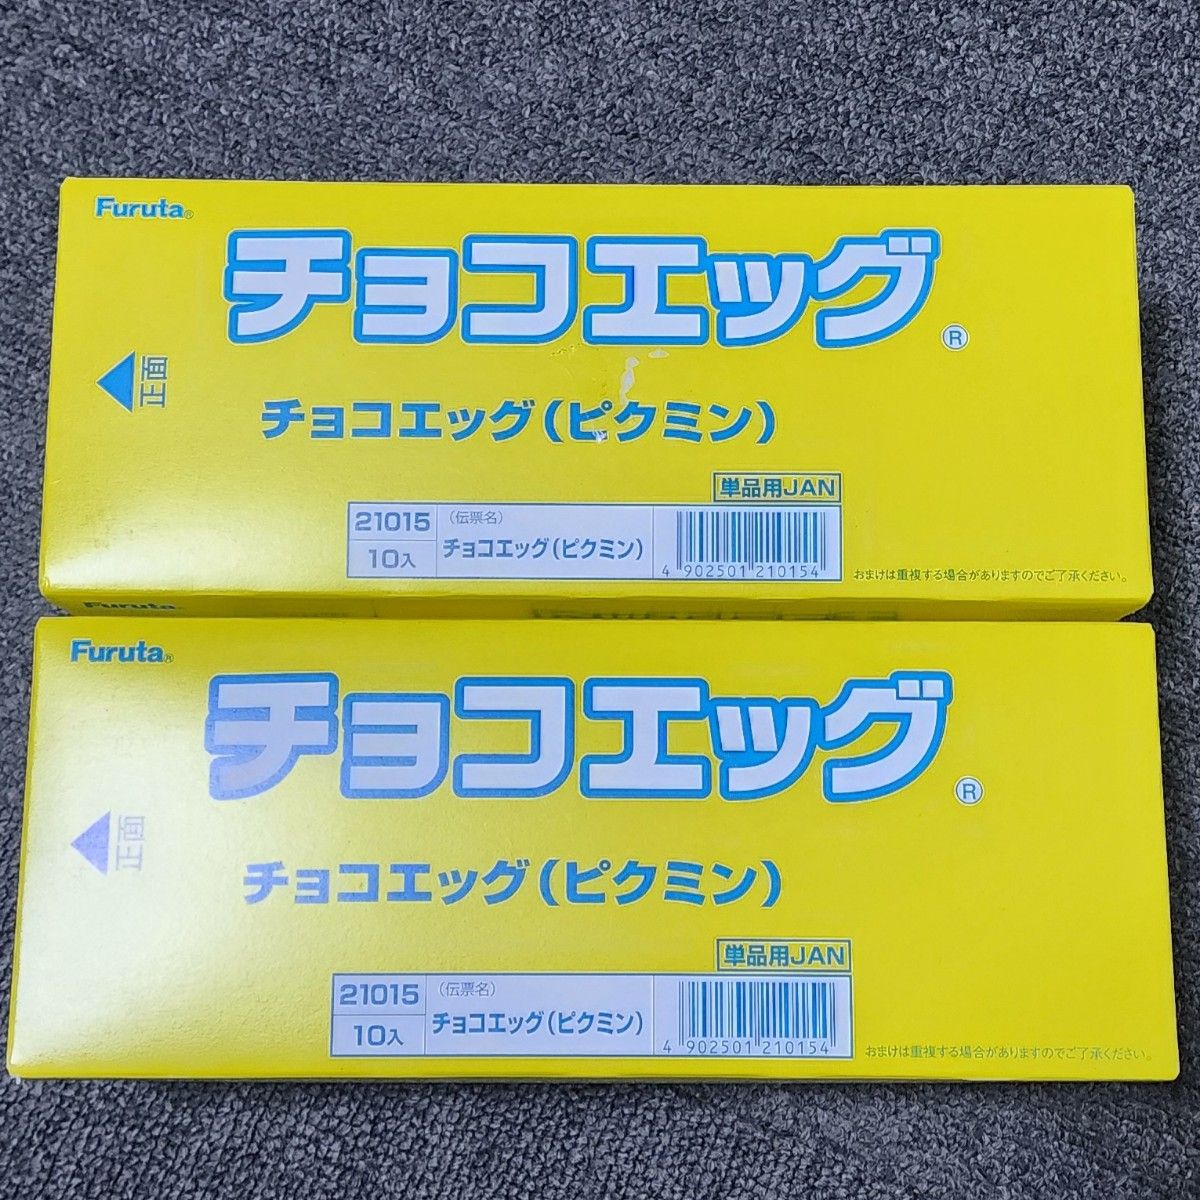 Furuta®
チョコエッグ®
正面
チョコエッグ(ピクミン)
単品用JAN
21015
10入
(伝票名)
チョコエッグ(ピクミン)
4 902501 210154
おまけは重複する場合がありますのでご了承ください。
Furuta
Furuta®
チョコエッグ®
正面
チョコエッグ(ピクミン)
単品用JAN
21015
10入
(伝票名)
チョコエッグ(ピクミン)
4 902501 210154
おまけは重複する場合がありますのでご了承ください。